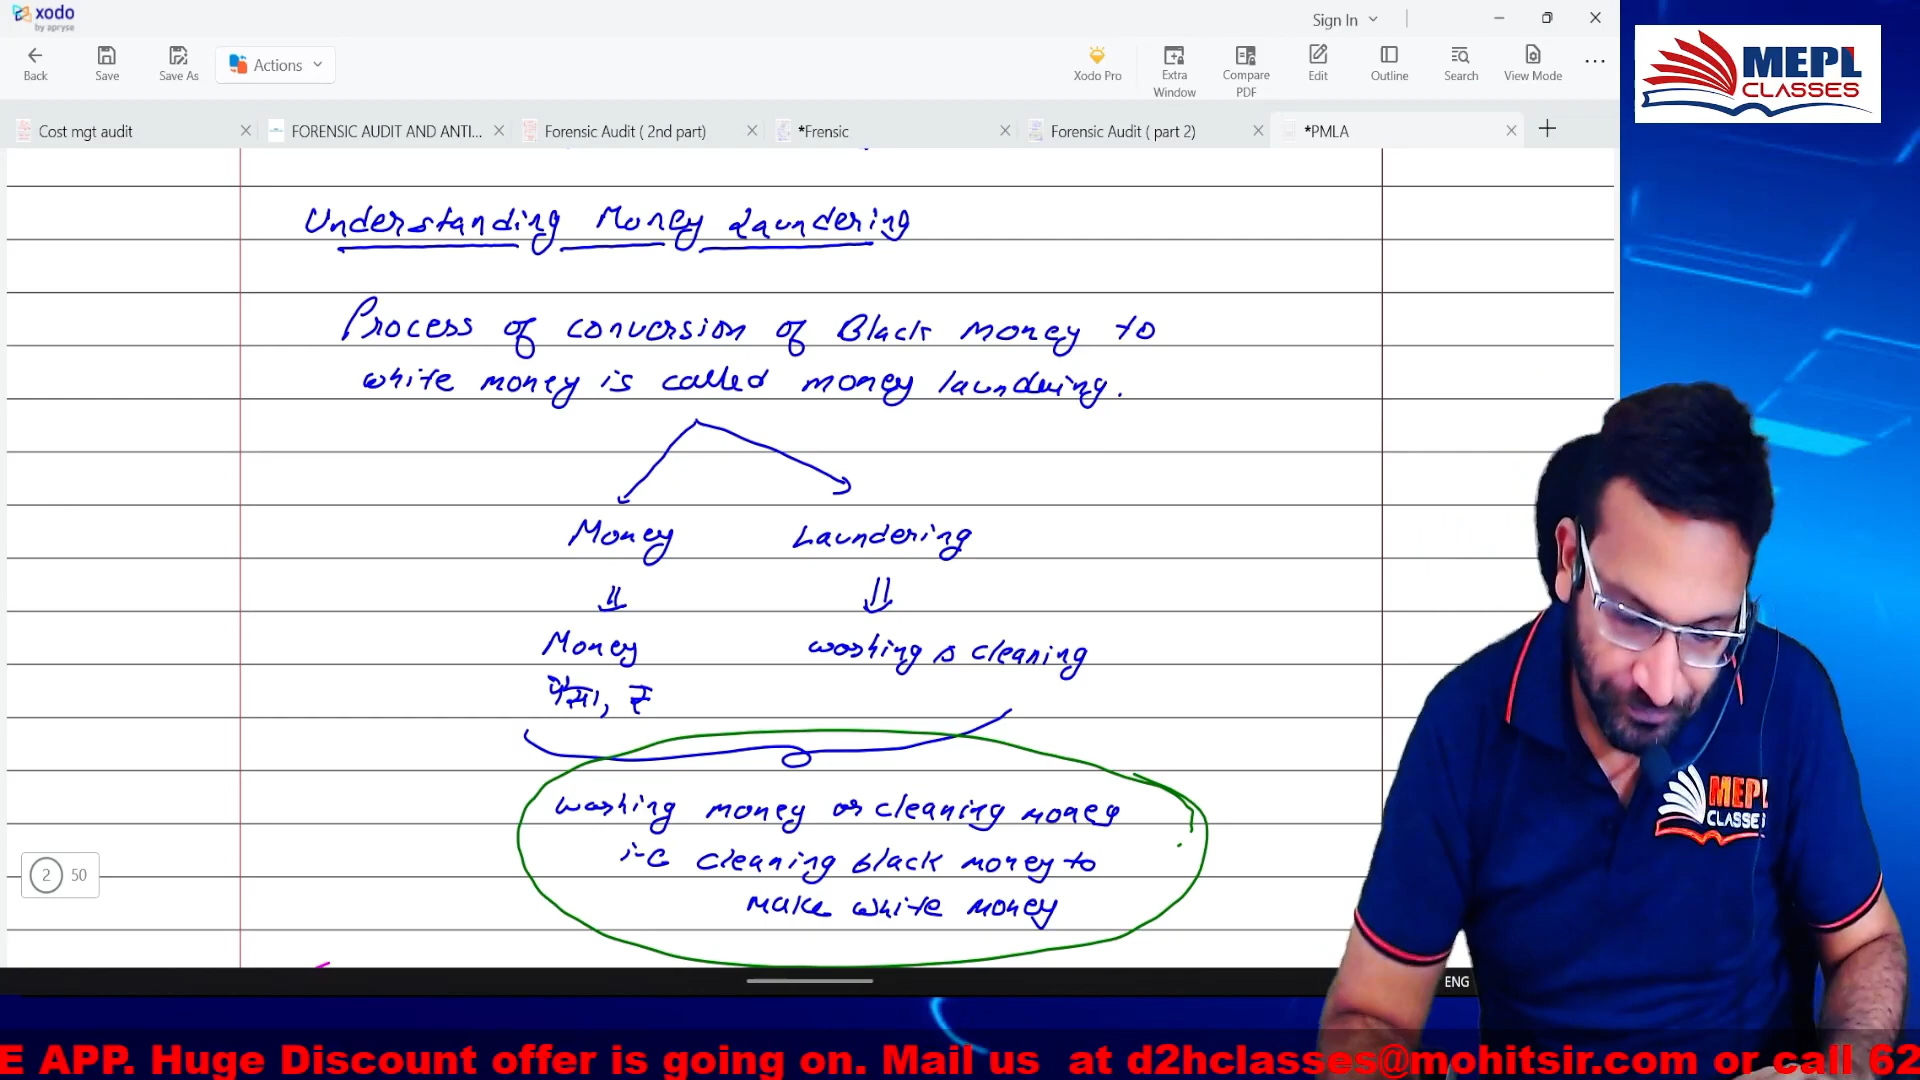 xodo
by apryse
Sign In
Back
Save
Save As
Actions
Xodo Pro
Extra Window
Compare PDF
Edit
Outline
Search
View Mode
Cost mgt audit
FORENSIC AUDIT AND ANTI...
Forensic Audit ( 2nd part)
*Frensic
Forensic Audit ( part 2)
*PMLA
MEPL
CLASSES
Understanding Money Laundering
Process of conversion of Black money to
white money is called money laundering.
Money Laundering
Money washing & cleaning
पैसा, ₹
washing money or cleaning money
i-e cleaning black money to
make white money
2 50
MEPL
CLASSES
ENG
E APP. Huge Discount offer is going on. Mail us at d2hclasses@mohitsir.com or call 62